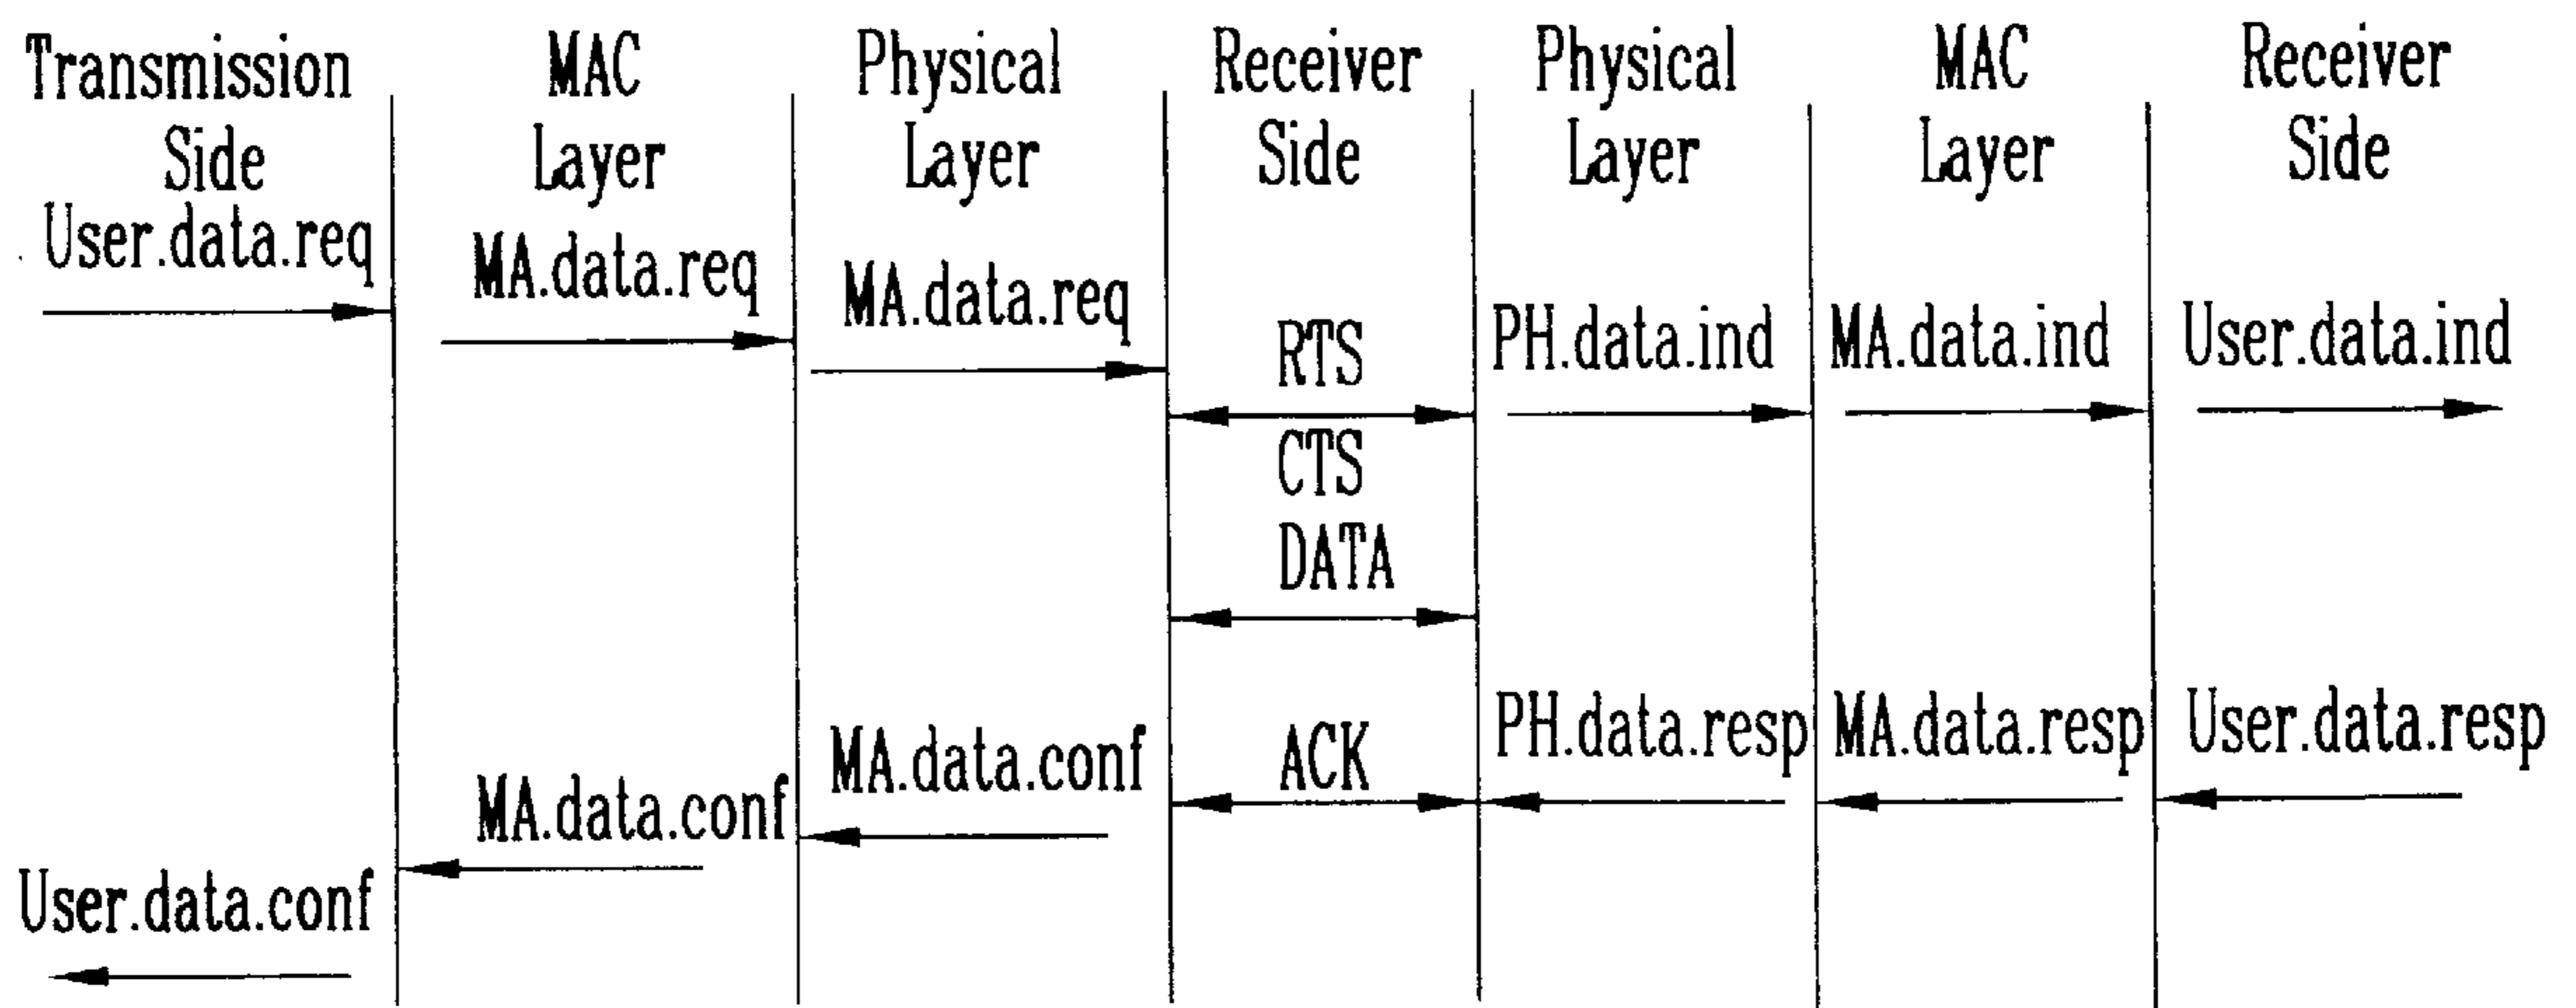 Transmission
Side
MAC
Layer
Physical
Layer
Receiver
Side
Physical
Layer
MAC
Layer
Receiver
Side
User.data.req
MA.data.req
MA.data.req
RTS
PH.data.ind
MA.data.ind
User.data.ind
CTS
DATA
MA.data.conf
ACK
PH.data.resp
MA.data.resp
User.data.resp
MA.data.conf
User.data.conf